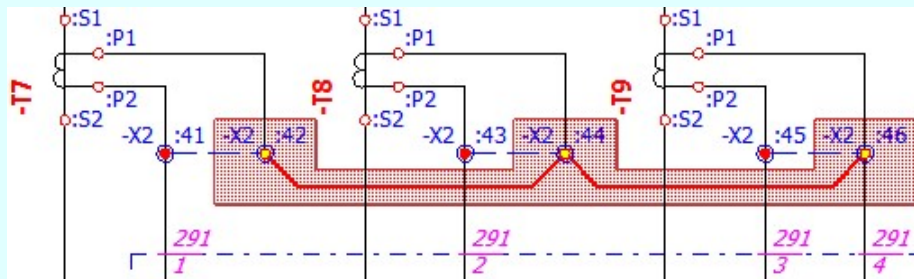 :S1 :S1 :S1
:P1 :P1 :P1
-T7 -T8 -T9
:P2 :P2 :P2
:S2 :S2 :S2
-X2 :41 -X2 :42 -X2 :43 -X2 :44 -X2 :45 -X2 :46
291 291 291 291
1 2 3 4